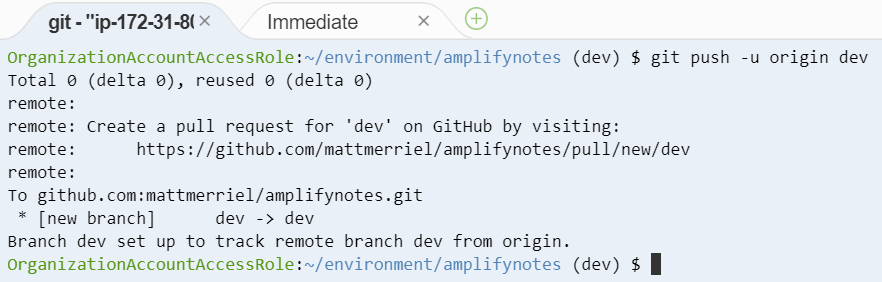 git - "ip-172-31-80 × Immediate ×
OrganizationAccountAccessRole:~/environment/amplifynotes (dev) $ git push -u origin dev
Total 0 (delta 0), reused 0 (delta 0)
remote:
remote: Create a pull request for 'dev' on GitHub by visiting:
remote:      https://github.com/mattmerriel/amplifynotes/pull/new/dev
remote:
To github.com:mattmerriel/amplifynotes.git
 * [new branch]      dev -> dev
Branch dev set up to track remote branch dev from origin.
OrganizationAccountAccessRole:~/environment/amplifynotes (dev) $